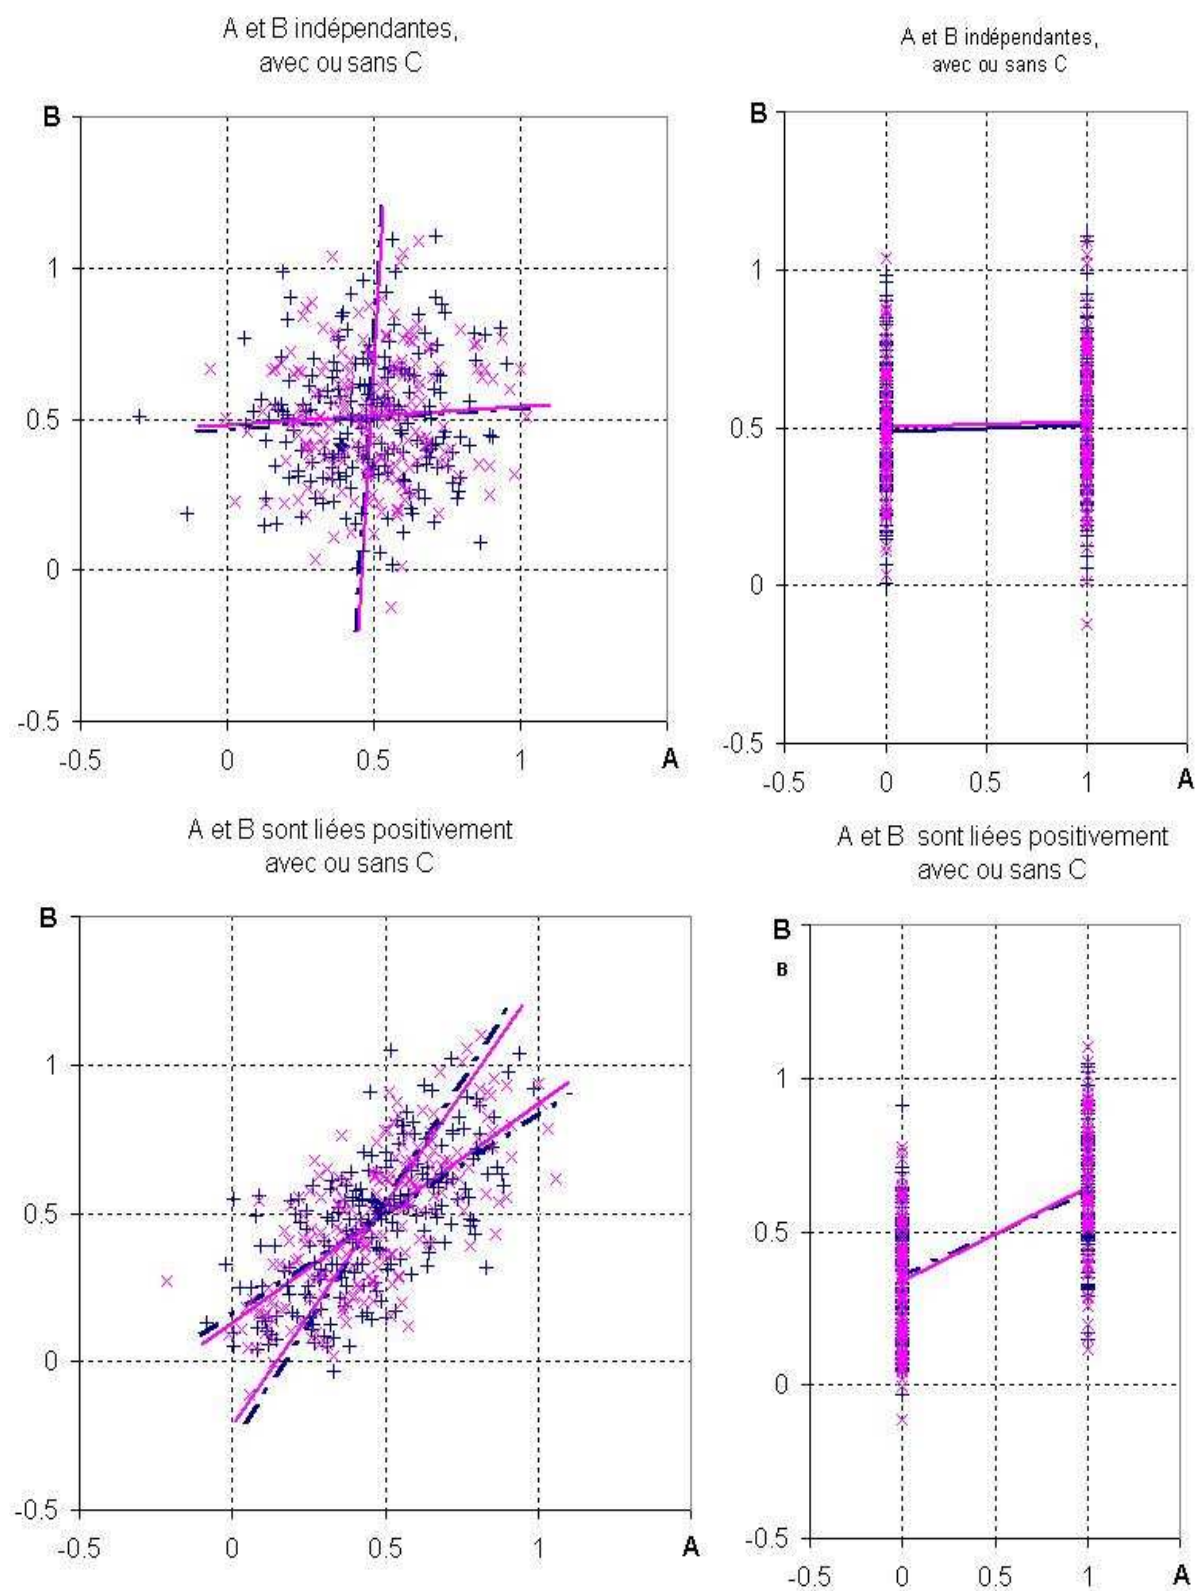 A et B indépendantes,
avec ou sans C
B
1
0.5
0
-0.5
-0.5 0 0.5 1 A
A et B indépendantes,
avec ou sans C
B
1
0.5
0
-0.5
-0.5 0 0.5 1 A
A et B sont liées positivement
avec ou sans C
B
1
0.5
0
-0.5
-0.5 0 0.5 1 A
A et B sont liées positivement
avec ou sans C
B
B
1
0.5
0
-0.5
-0.5 0 0.5 1 A